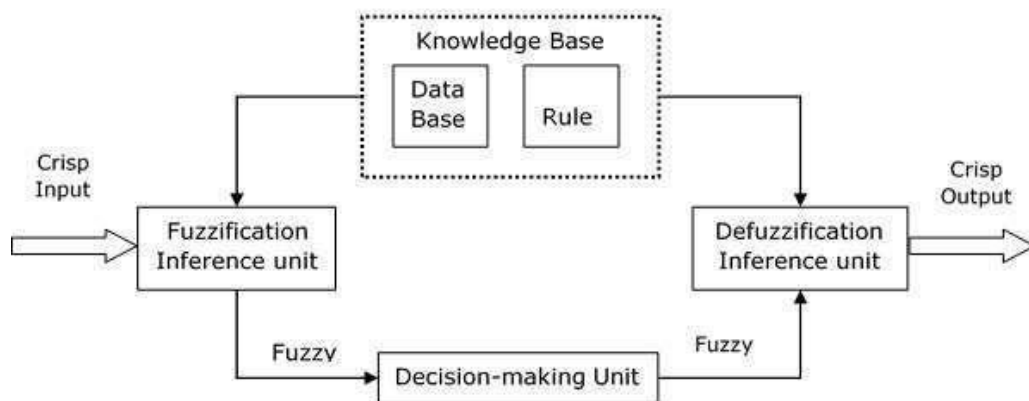 Knowledge Base
Data
Base
Rule
Crisp
Input
Crisp
Output
Fuzzification
Inference unit
Defuzzification
Inference unit
Fuzzy
Fuzzy
Decision-making Unit